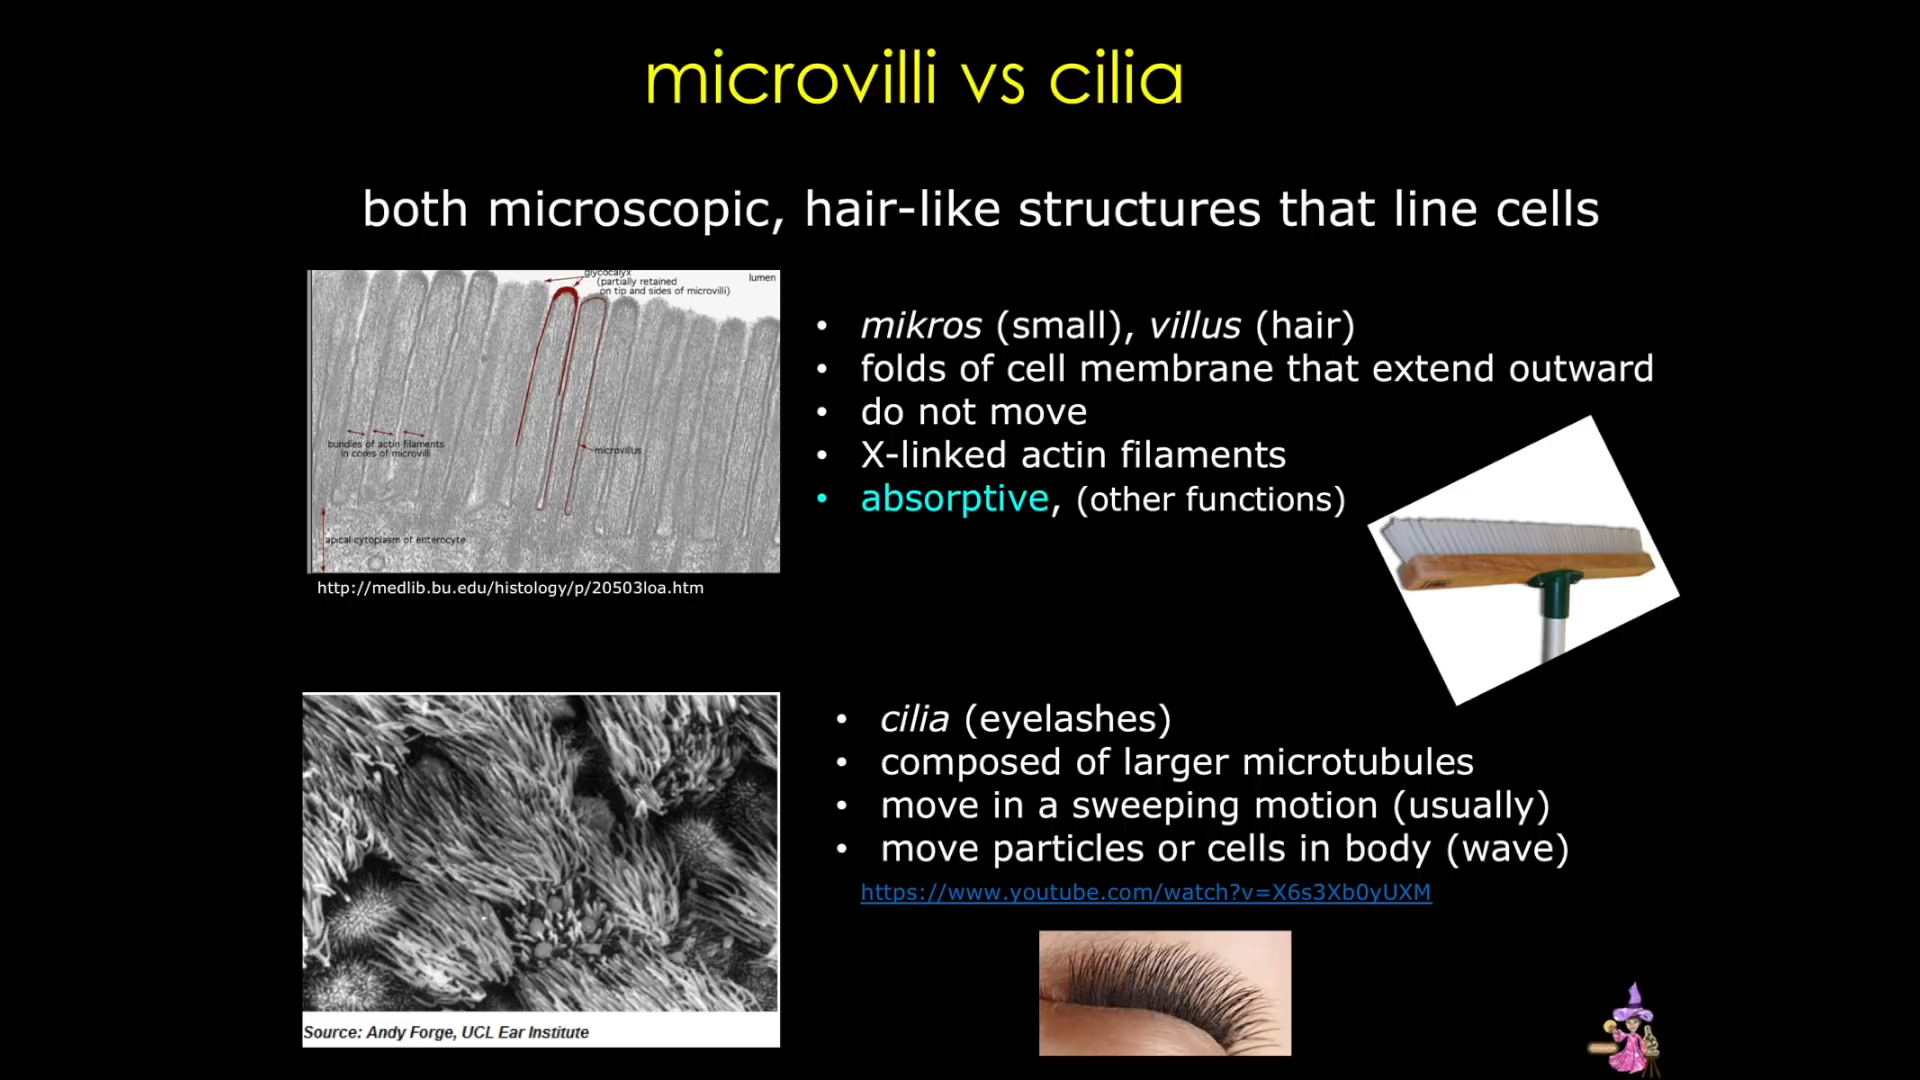 microvilli vs cilia
both microscopic, hair-like structures that line cells
glycocalyx
(partially retained
on tip and sides of microvilli)
lumen
bundles of actin filaments
in cores of microvilli
microvillus
apical cytoplasm of enterocyte
http://medlib.bu.edu/histology/p/20503loa.htm
• mikros (small), villus (hair)
• folds of cell membrane that extend outward
• do not move
• X-linked actin filaments
• absorptive, (other functions)
Source: Andy Forge, UCL Ear Institute
• cilia (eyelashes)
• composed of larger microtubules
• move in a sweeping motion (usually)
• move particles or cells in body (wave)
https://www.youtube.com/watch?v=X6s3Xb0yUXM